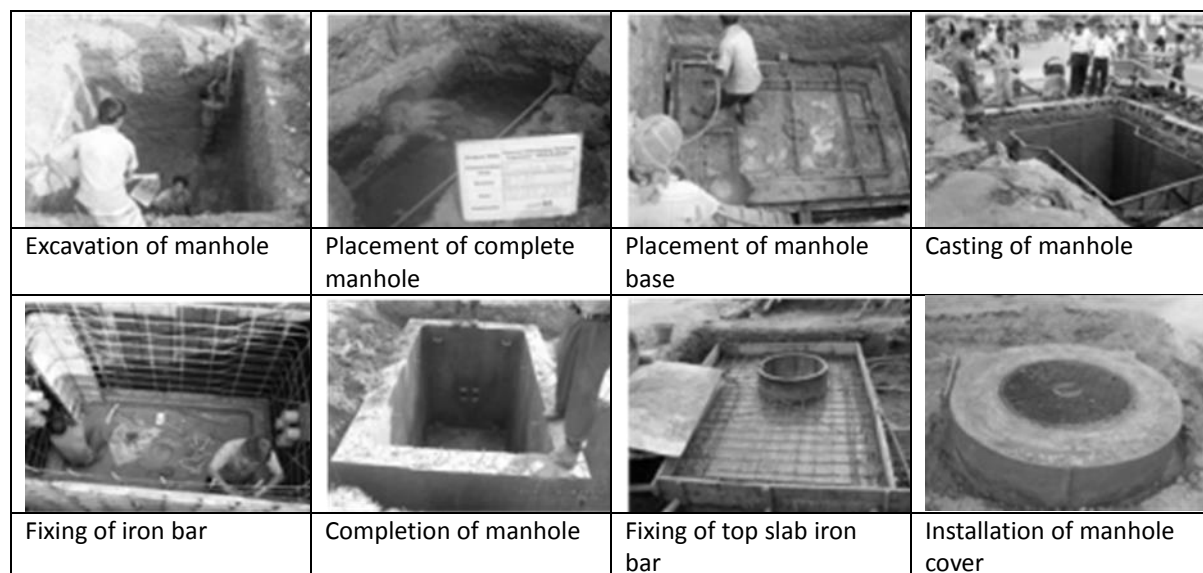 Excavation of manhole
Placement of complete
manhole
Placement of manhole
base
Casting of manhole
Fixing of iron bar
Completion of manhole
Fixing of top slab iron
bar
Installation of manhole
cover